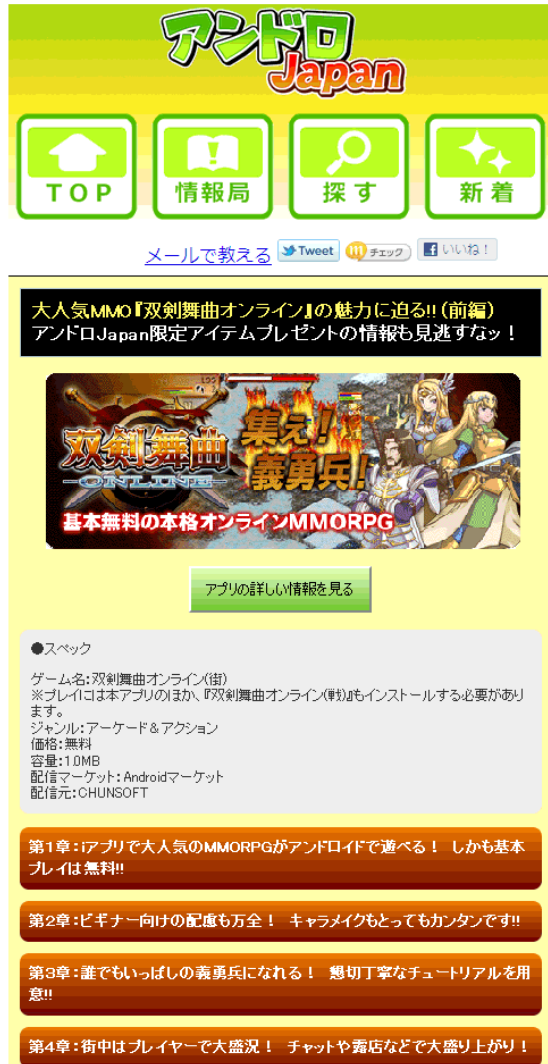 アンドロ
Japan
TOP
情報局
探す
新着
メールで教える
Tweet
チェック
いいね！
大人気MMO『双剣舞曲オンライン』の魅力に迫る!!(前編)
アンドロJapan限定アイテムプレゼントの情報も見逃すなッ！
双剣舞曲
-ONLINE-
集え！
義勇兵！
基本無料の本格オンラインMMORPG
アプリの詳しい情報を見る
●スペック
ゲーム名：双剣舞曲オンライン(街)
※プレイには本アプリのほか、『双剣舞曲オンライン(戦)』もインストールする必要があり
ます。
ジャンル：アーケード＆アクション
価格：無料
容量：1.0MB
配信マーケット：Androidマーケット
配信元：CHUNSOFT
第1章：iアプリで大人気のMMORPGがアンドロイドで遊べる！ しかも基本
プレイは無料!!
第2章：ビギナー向けの配慮も万全！ キャラメイクもとってもカンタンです!!
第3章：誰でもいっぱしの義勇兵になれる！ 懇切丁寧なチュートリアルを用
意!!
第4章：街中はプレイヤーで大盛況！ チャットや露店などで大盛り上がり！